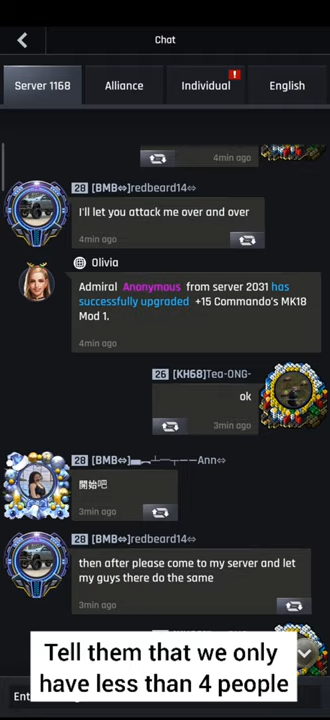 Chat
Server 1168
Alliance
Individual
!
English
4min ago
28 [BMB⇔]redbeard14⇔
I'll let you attack me over and over
4min ago
Olivia
Admiral Anonymous from server 2031 has
successfully upgraded +15 Commando's MK18
Mod 1.
4min ago
26 [KH68]Tea-ONG-
ok
3min ago
28 [BMB⇔]▄︻┻┬──Ann⇔
開始吧
3min ago
28 [BMB⇔]redbeard14⇔
then after please come to my server and let
my guys there do the same
3min ago
Tell them that we only
have less than 4 people